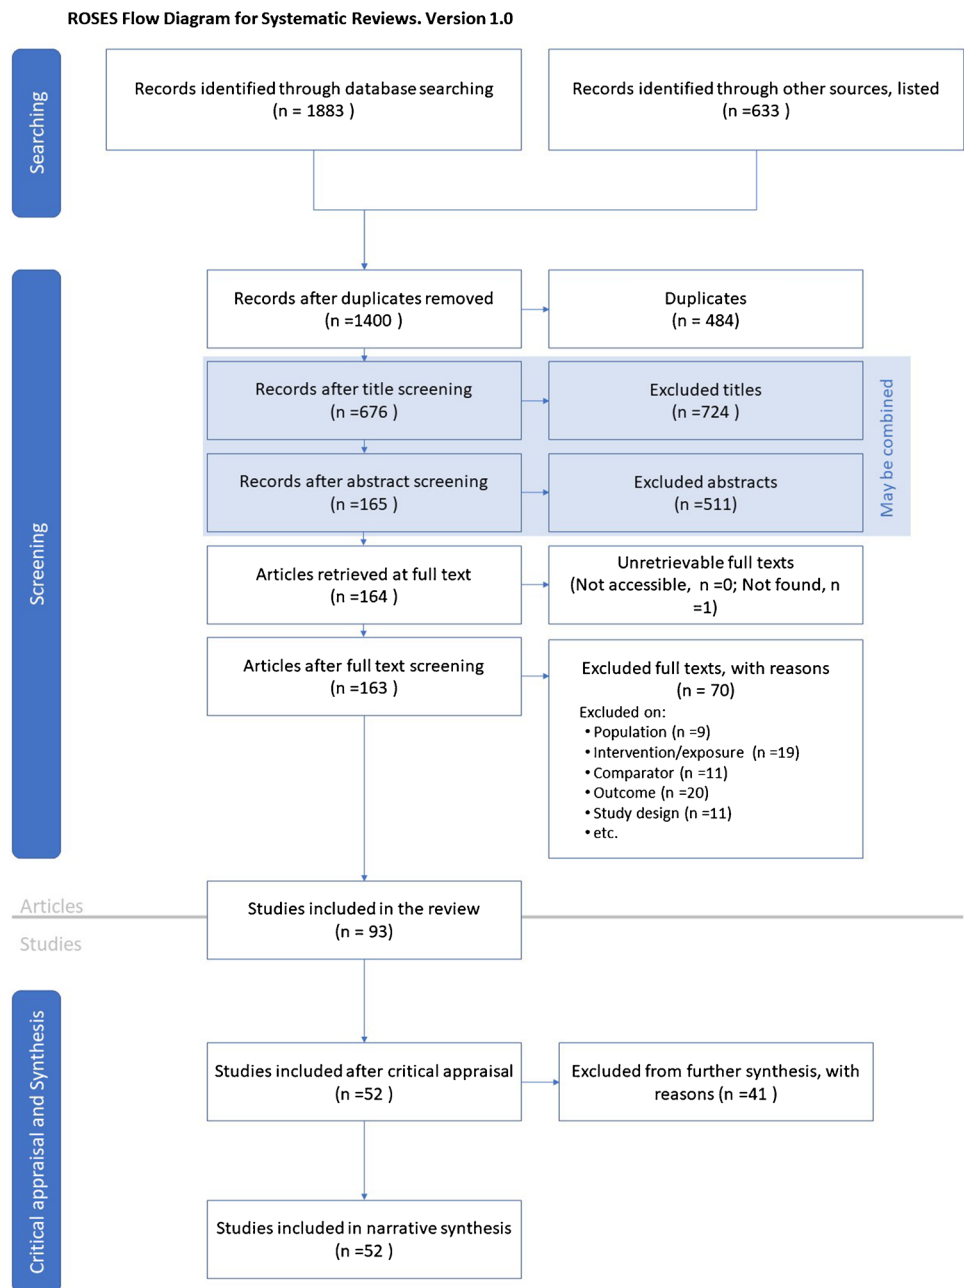 ROSES Flow Diagram for Systematic Reviews. Version 1.0
Searching
Records identified through database searching
(n = 1883 )
Records identified through other sources, listed
(n =633 )
Screening
Records after duplicates removed
(n =1400 )
Duplicates
(n = 484)
Records after title screening
(n =676 )
Excluded titles
(n =724 )
May be combined
Records after abstract screening
(n =165 )
Excluded abstracts
(n =511)
Articles retrieved at full text
(n =164 )
Unretrievable full texts
(Not accessible, n =0; Not found, n
=1)
Articles after full text screening
(n =163 )
Excluded full texts, with reasons
(n = 70)
Excluded on:
• Population (n =9)
• Intervention/exposure (n =19)
• Comparator (n =11)
• Outcome (n =20)
• Study design (n =11)
• etc.
Articles
Studies
Studies included in the review
(n = 93)
Critical appraisal and Synthesis
Studies included after critical appraisal
(n =52 )
Excluded from further synthesis, with
reasons (n =41 )
Studies included in narrative synthesis
(n =52 )